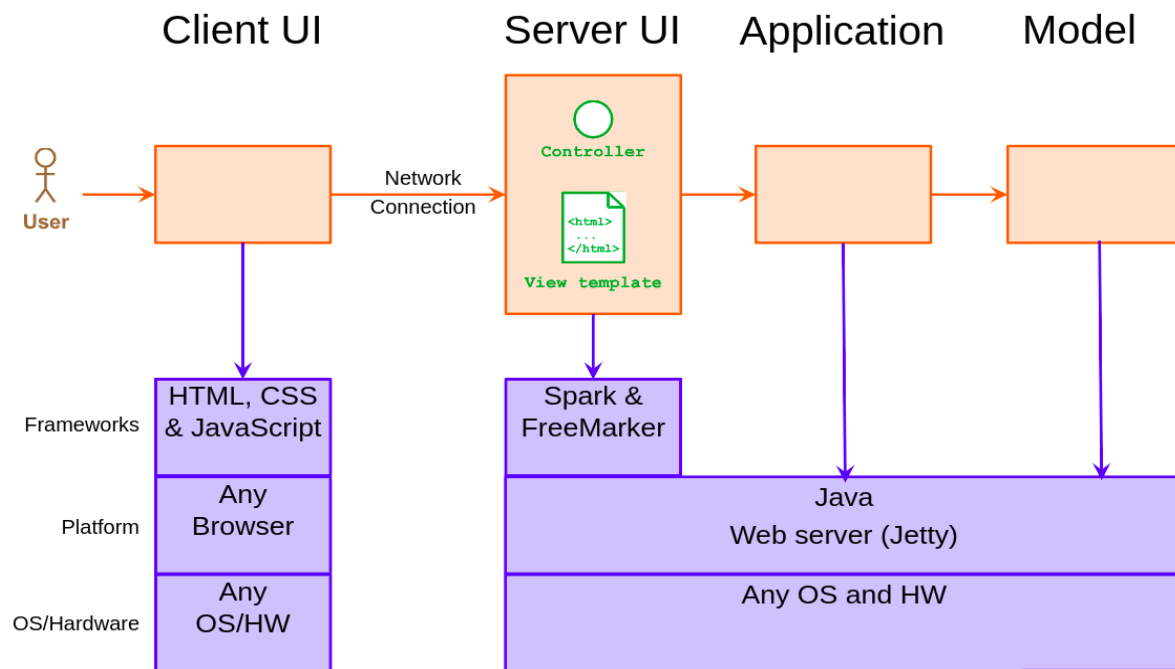 Client UI
Server UI
Application
Model
Controller
Network
Connection
User
<html>
...
</html>
View template
HTML, CSS
& JavaScript
Spark &
FreeMarker
Frameworks
Any
Browser
Java
Web server (Jetty)
Platform
Any
OS/HW
Any OS and HW
OS/Hardware